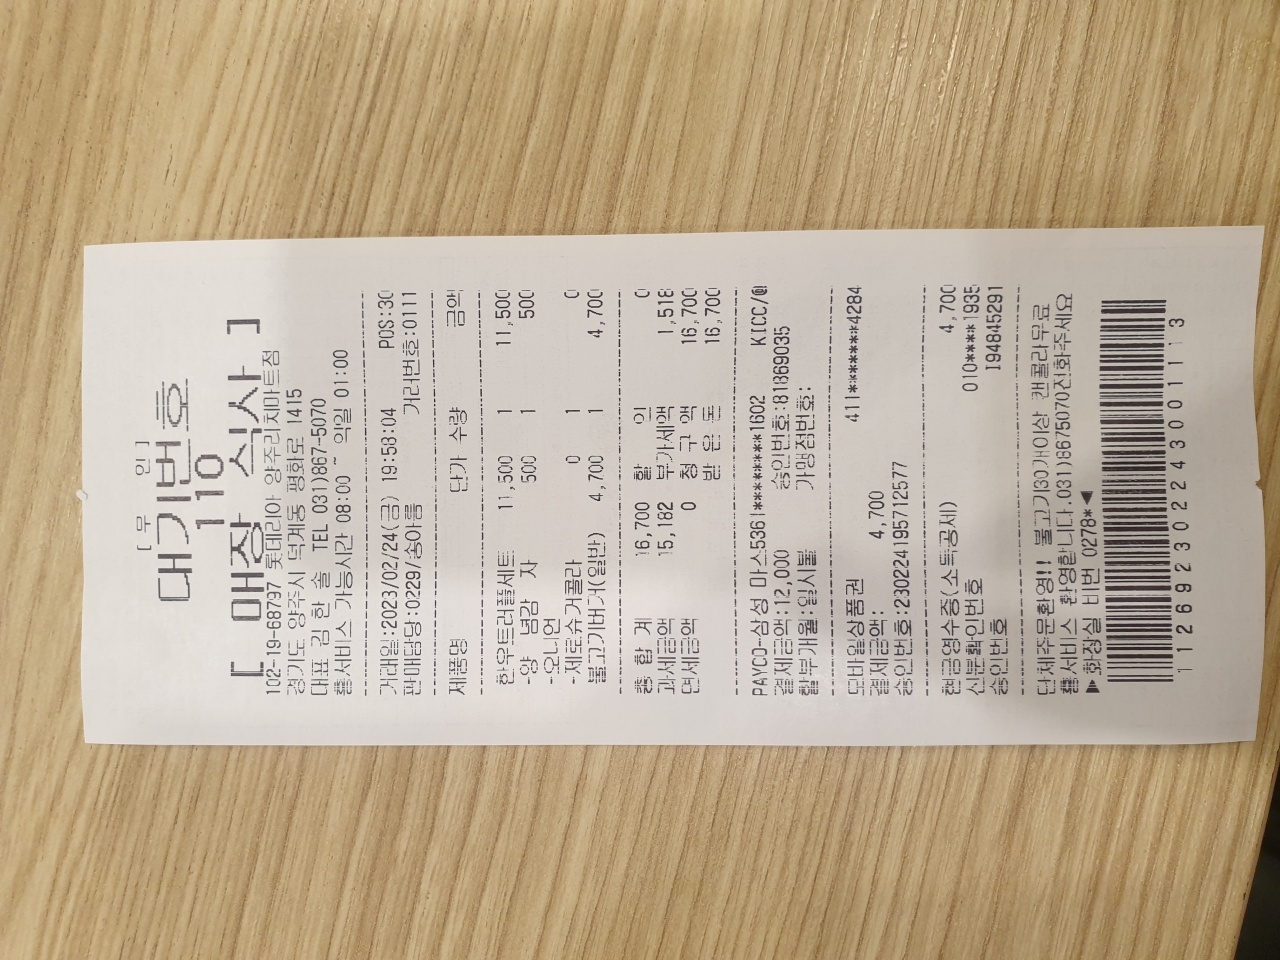 [ 무 인 ]
대기번호
110
[ 매장 식사 ]
102-19-68797 롯데리아 양주리치마트점
경기도 양주시 덕계동 평화로 1415
대표 김 한 솔 TEL 031)867-5070
홈서비스 가능시간 08:00 ~ 익일 01:00
거래일:2023/02/24(금) 19:58:04 POS:30
판매담당:0229/송아름 거래번호:0111
제품명 단가 수량 금액
한우트러플세트 11,500 1 11,500
-양 념감 자 500 1 500
-오니언
-제로슈거콜라 0 1 0
불고기버거(일반) 4,700 1 4,700
총 합 계 16,700 할 인 0
과세금액 15,182 부가세액 1,518
면세금액 0 청 구 액 16,700
받 은 돈 16,700
PAYCO-삼성 마스5361********1602 KICC/@
결제금액:12,000 승인번호:81869035
할부개월:일시불 가맹점번호:
모바일상품권 411*******4284
결제금액: 4,700
승인번호:23022419571​2577
현금영수증(소득공제) 4,700
신분확인번호 010****1935
승인번호 I94845291
단체주문환영!! 불고기(30개이상 캔콜라무료
홈서비스 환영합니다.031)8675070전화주세요
▶화장실 비번 0278*◀
1126923022430​01113